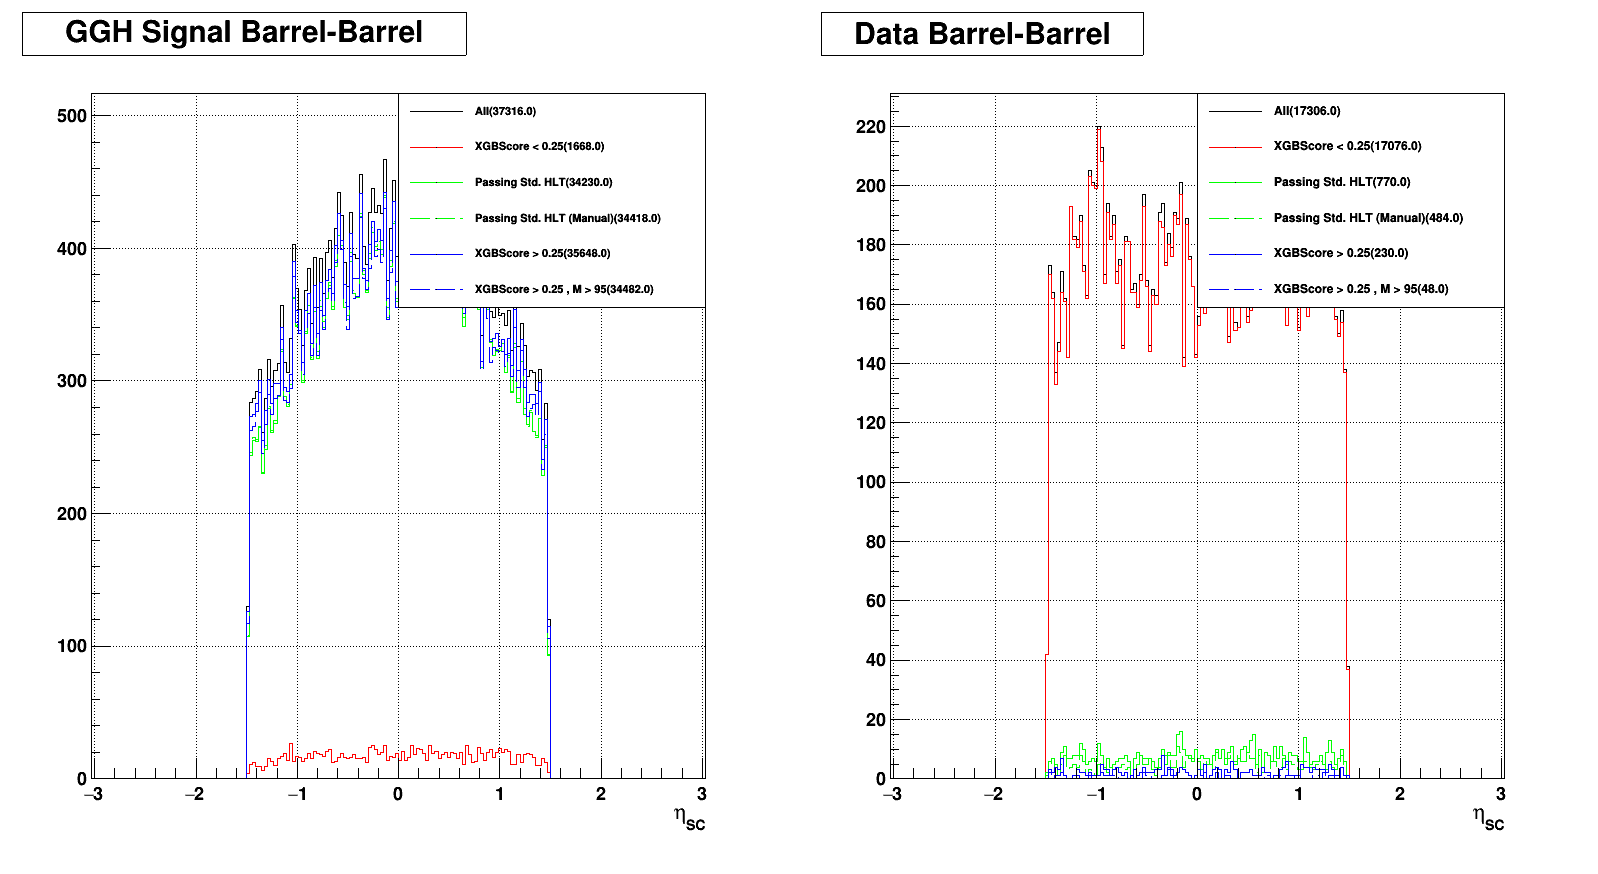 GGH Signal Barrel-Barrel
500
400
300
200
100
0
−3
−2
−1
0
1
2
3
ηSC
All(37316.0)
XGBScore < 0.25(1668.0)
Passing Std. HLT(34230.0)
Passing Std. HLT (Manual)(34418.0)
XGBScore > 0.25(35648.0)
XGBScore > 0.25 , M > 95(34482.0)
Data Barrel-Barrel
220
200
180
160
140
120
100
80
60
40
20
0
−3
−2
−1
0
1
2
3
ηSC
All(17306.0)
XGBScore < 0.25(17076.0)
Passing Std. HLT(770.0)
Passing Std. HLT (Manual)(484.0)
XGBScore > 0.25(230.0)
XGBScore > 0.25 , M > 95(48.0)